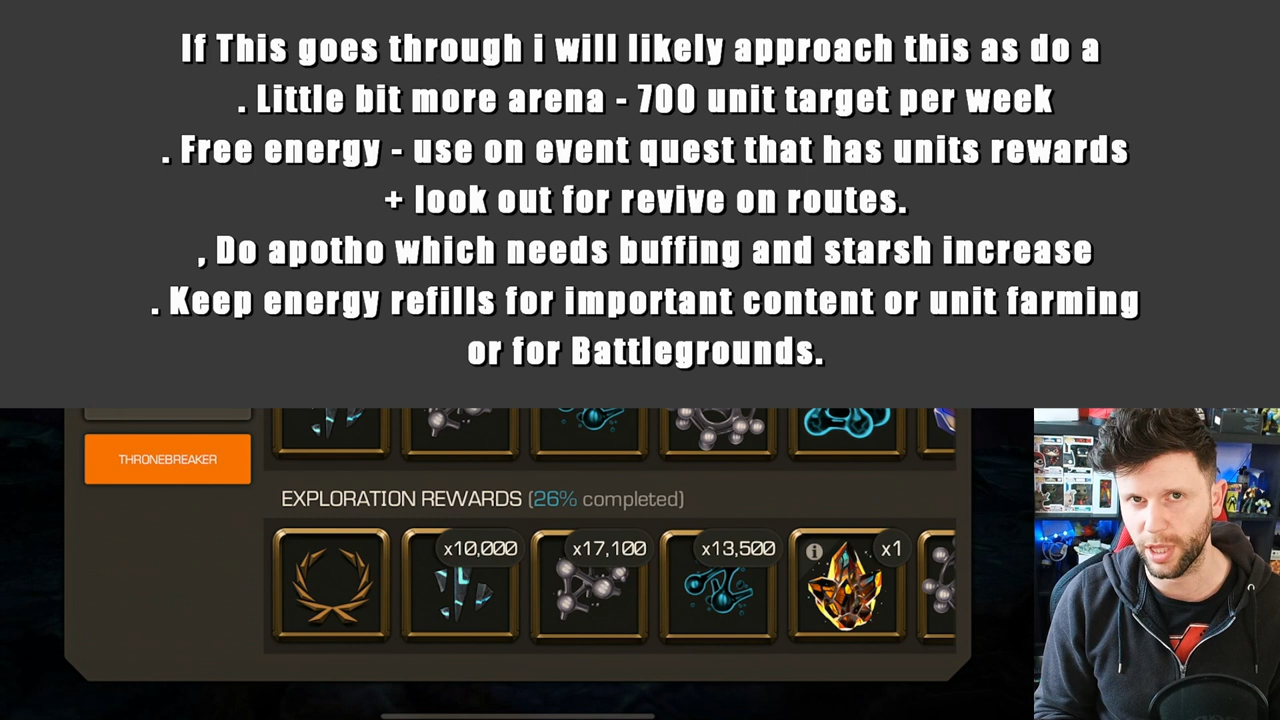 If This goes through i will likely approach this as do a
. Little bit more arena - 700 unit target per week
. Free energy - use on event quest that has units rewards
+ look out for revive on routes.
, Do apotho which needs buffing and starsh increase
. Keep energy refills for important content or unit farming
or for Battlegrounds.
THRONEBREAKER
EXPLORATION REWARDS (26% completed)
x10,000 x17,100 x13,500 i x1